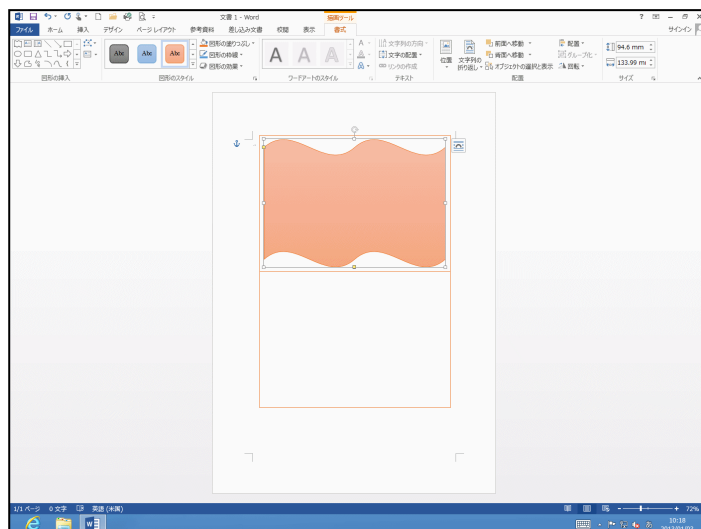 文書 1 - Word
描画ツール
ファイル ホーム 挿入 デザイン ページ レイアウト 参考資料 差し込み文書 校閲 表示 書式
サインイン
Abc Abc Abc
図形の塗りつぶし
図形の枠線
図形の効果
A A A
文字列の方向
文字の配置
リンクの作成
位置
文字列の
折り返し
前面へ移動
背面へ移動
オブジェクトの選択と表示
配置
グループ化
回転
94.6 mm
133.99 mm
図形の挿入 図形のスタイル ワードアートのスタイル テキスト 配置 サイズ
1/1 ページ 0 文字 英語 (米国) 72%
10:18